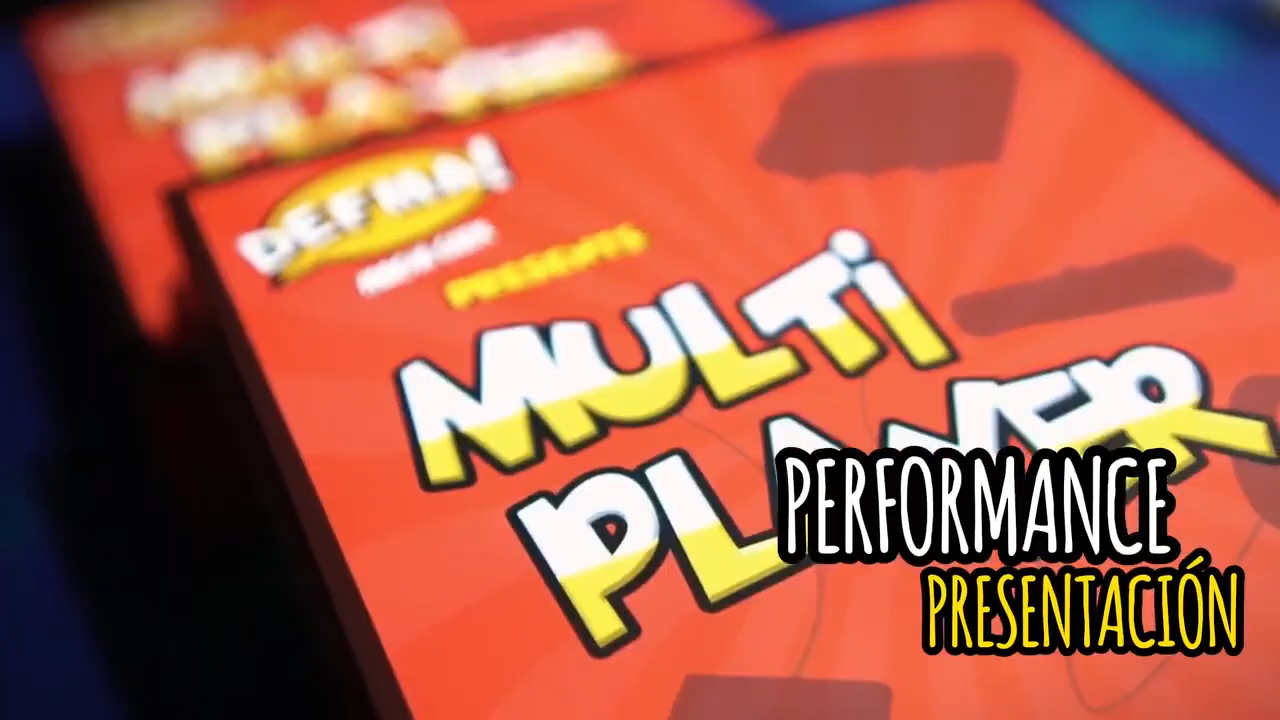 DEFMA!
PRESENTS
MULTI
PLAYER
PERFORMANCE
PRESENTACIÓN